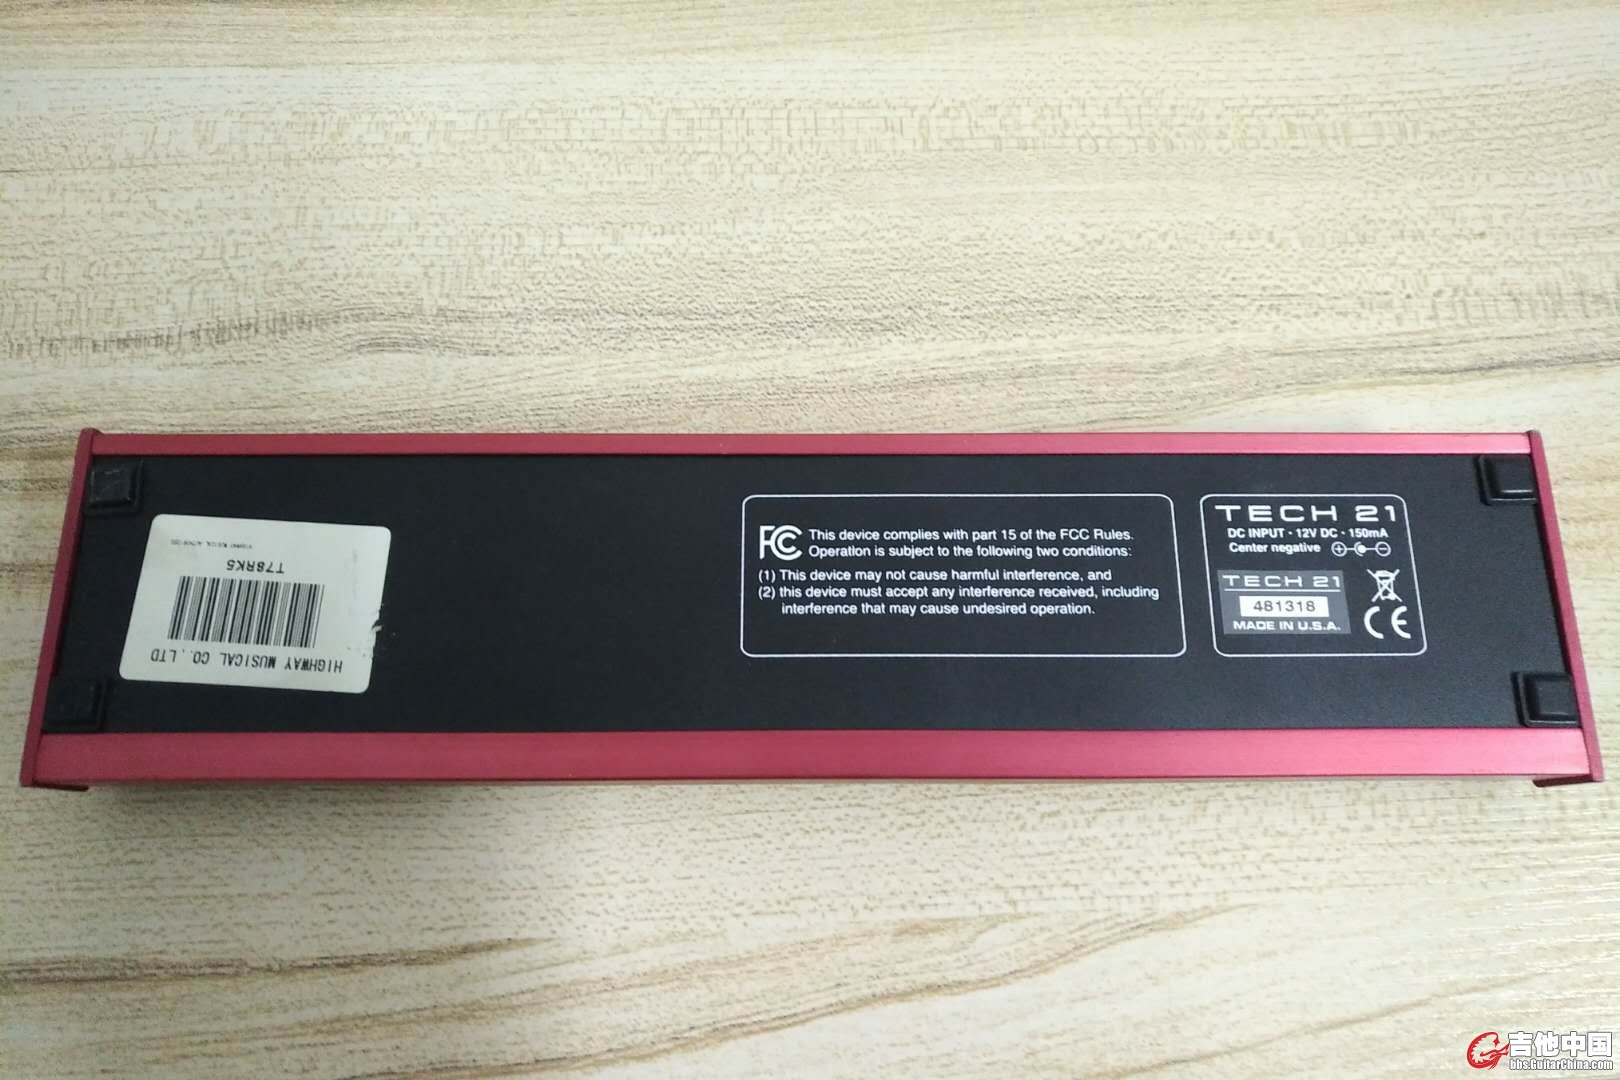 FC This device complies with part 15 of the FCC Rules.
Operation is subject to the following two conditions:
(1) This device may not cause harmful interference, and
(2) this device must accept any interference received, including
interference that may cause undesired operation.
TECH 21
DC INPUT · 12V DC · 150mA
Center negative
TECH 21
481318
MADE IN U.S.A.
CE
HIGHWAY MUSICAL CO.,LTD
T78RK5
吉他中国
bbs.GuitarChina.com